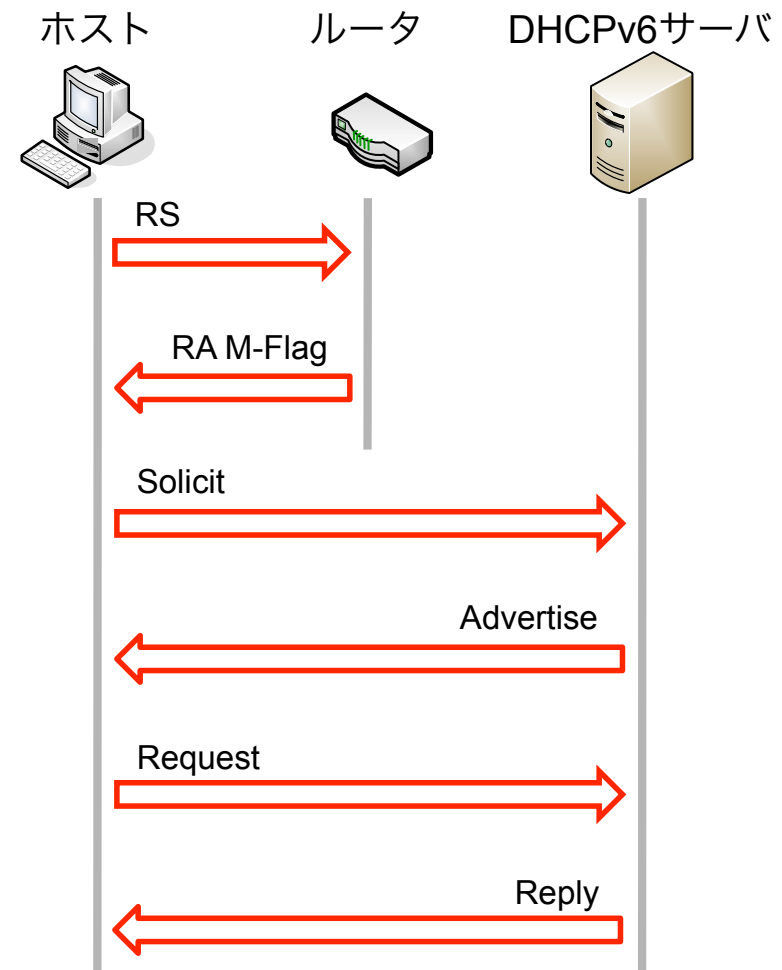 ホスト
ルータ
DHCPv6サーバ
RS
RA M-Flag
Solicit
Advertise
Request
Reply